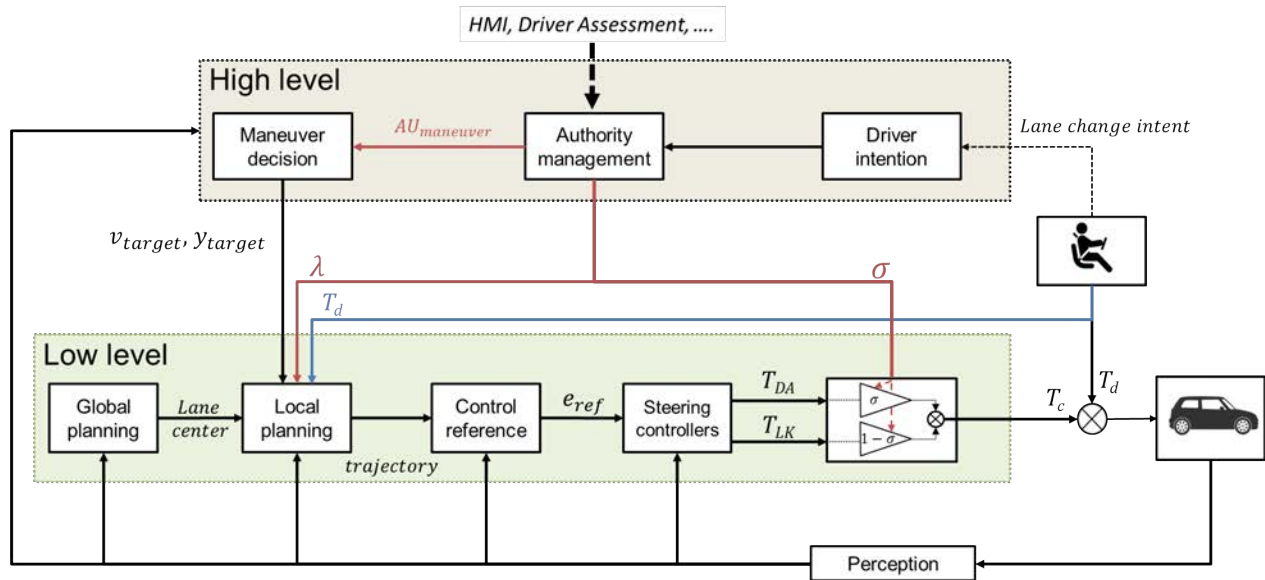 HMI, Driver Assessment, ….
High level
Maneuver
decision
AU_maneuver
Authority
management
Driver
intention
Lane change intent
v_target, y_target
λ
σ
T_d
Low level
Global
planning
Lane
center
Local
planning
trajectory
Control
reference
e_ref
Steering
controllers
T_DA
T_LK
σ
1 − σ
T_c
T_d
Perception